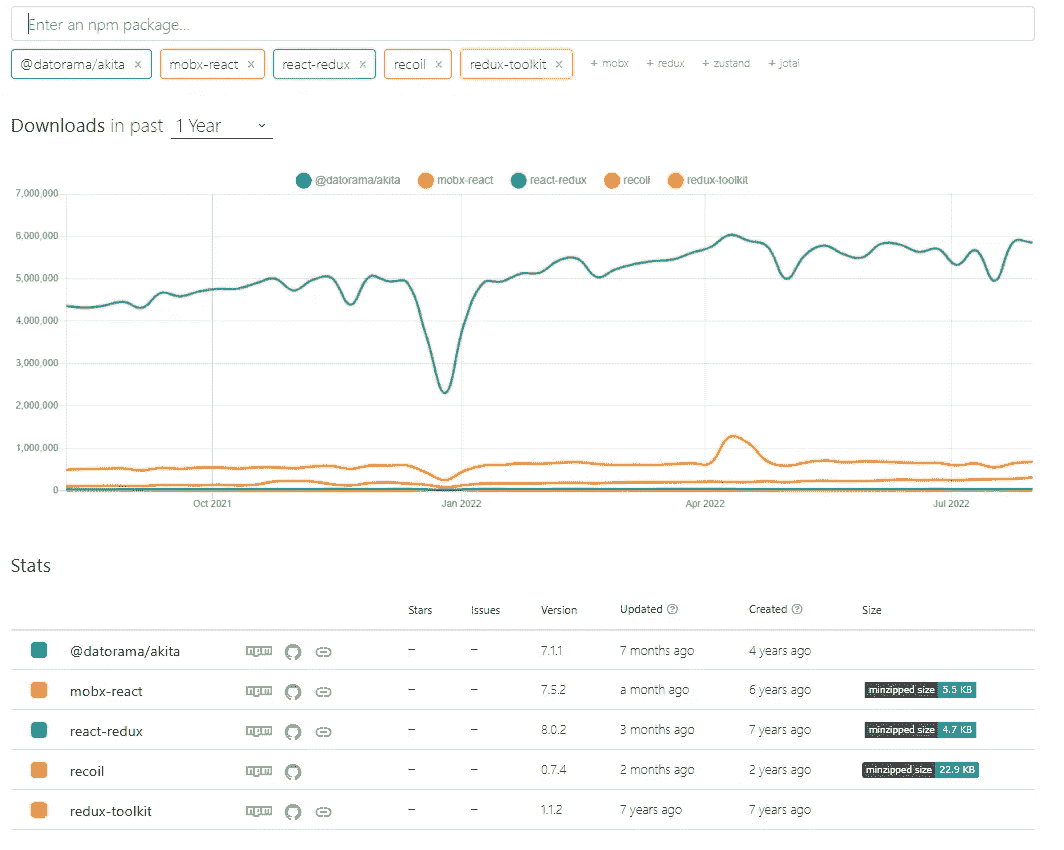 Enter an npm package...
@datorama/akita × mobx-react × react-redux × recoil × redux-toolkit × + mobx + redux + zustand + jotai
Downloads in past 1 Year
@datorama/akita mobx-react react-redux recoil redux-toolkit
7,000,000
6,000,000
5,000,000
4,000,000
3,000,000
2,000,000
1,000,000
0
Oct 2021 Jan 2022 Apr 2022 Jul 2022
Stats
Stars Issues Version Updated ? Created ? Size
@datorama/akita npm – – 7.1.1 7 months ago 4 years ago
mobx-react npm – – 7.5.2 a month ago 6 years ago minzipped size 5.5 KB
react-redux npm – – 8.0.2 3 months ago 7 years ago minzipped size 4.7 KB
recoil npm – – 0.7.4 2 months ago 2 years ago minzipped size 22.9 KB
redux-toolkit npm – – 1.1.2 7 years ago 7 years ago